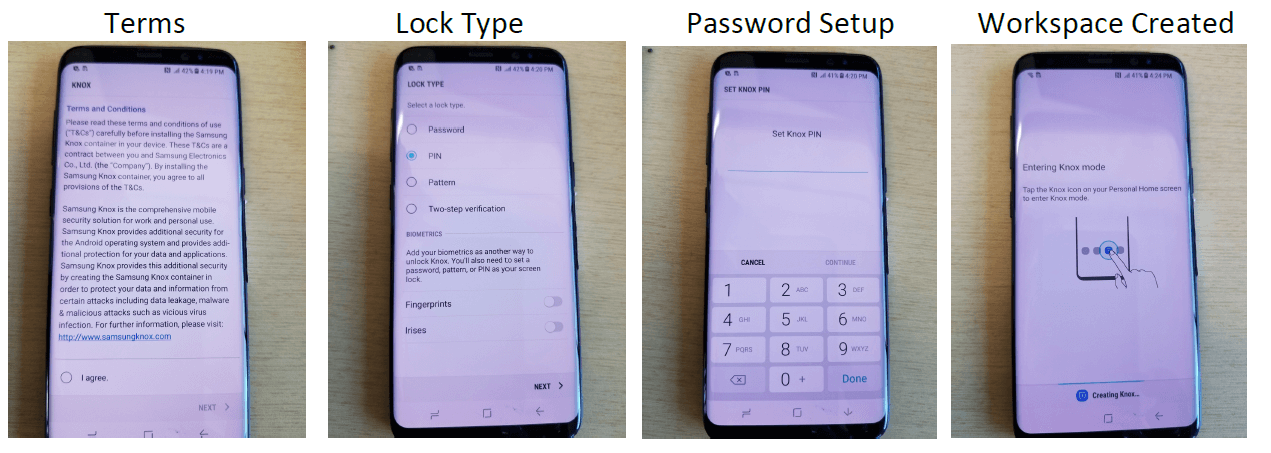 Terms
42% 4:19 PM
KNOX
Terms and Conditions
Please read these terms and conditions of use
("T&Cs") carefully before installing the Samsung
Knox container in your device. These T&Cs are a
contract between you and Samsung Electronics
Co., Ltd. (the "Company"). By installing the
Samsung Knox container, you agree to all
provisions of the T&Cs.
Samsung Knox is the comprehensive mobile
security solution for work and personal use.
Samsung Knox provides additional security for
the Android operating system and provides addi-
tional protection for your data and applications.
Samsung Knox provides this additional security
by creating the Samsung Knox container in
order to protect your data and information from
certain attacks including data leakage, malware
& malicious attacks such as vicious virus
infection. For further information, please visit:
http://www.samsungknox.com
I agree.
NEXT
Lock Type
42% 4:20 PM
LOCK TYPE
Select a lock type.
Password
PIN
Pattern
Two-step verification
BIOMETRICS
Add your biometrics as another way to
unlock Knox. You'll also need to set a
password, pattern, or PIN as your screen
lock.
Fingerprints
Irises
NEXT
Password Setup
41% 4:20 PM
SET KNOX PIN
Set Knox PIN
CANCEL CONTINUE
1 2 ABC 3 DEF
4 GHI 5 JKL 6 MNO
7 PQRS 8 TUV 9 WXYZ
0 + Done
Workspace Created
41% 4:24 PM
Entering Knox mode
Tap the Knox icon on your Personal Home screen
to enter Knox mode.
Creating Knox...